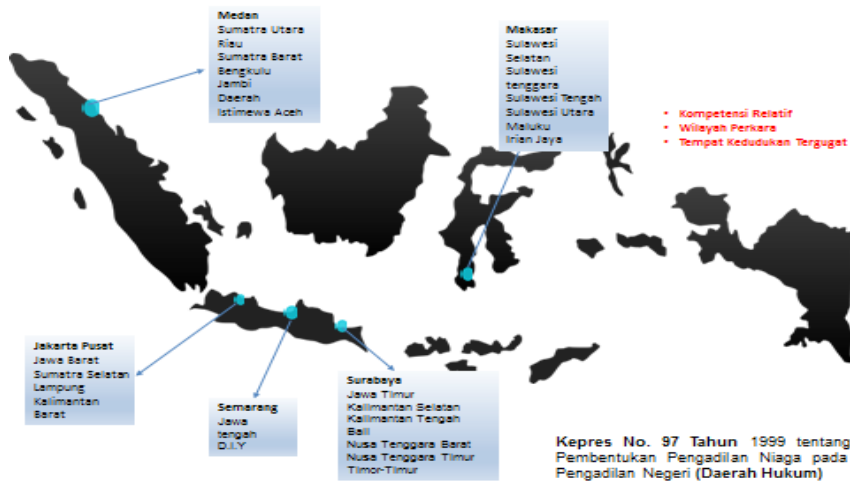 Medan
Sumatra Utara
Riau
Sumatra Barat
Bengkulu
Jambi
Daerah
Istimewa Aceh
Makasar
Sulawesi
Selatan
Sulawesi
tenggara
Sulawesi Tengah
Sulawesi Utara
Maluku
Irian Jaya
• Kompetensi Relatif
• Wilayah Perkara
• Tempat Kedudukan Tergugat
Jakarta Pusat
Jawa Barat
Sumatra Selatan
Lampung
Kalimantan
Barat
Semarang
Jawa
tengah
D.I.Y
Surabaya
Jawa Timur
Kalimantan Selatan
Kalimantan Tengah
Bali
Nusa Tenggara Barat
Nusa Tenggara Timur
Timor-Timur
Kepres No. 97 Tahun 1999 tentang
Pembentukan Pengadilan Niaga pada
Pengadilan Negeri (Daerah Hukum)